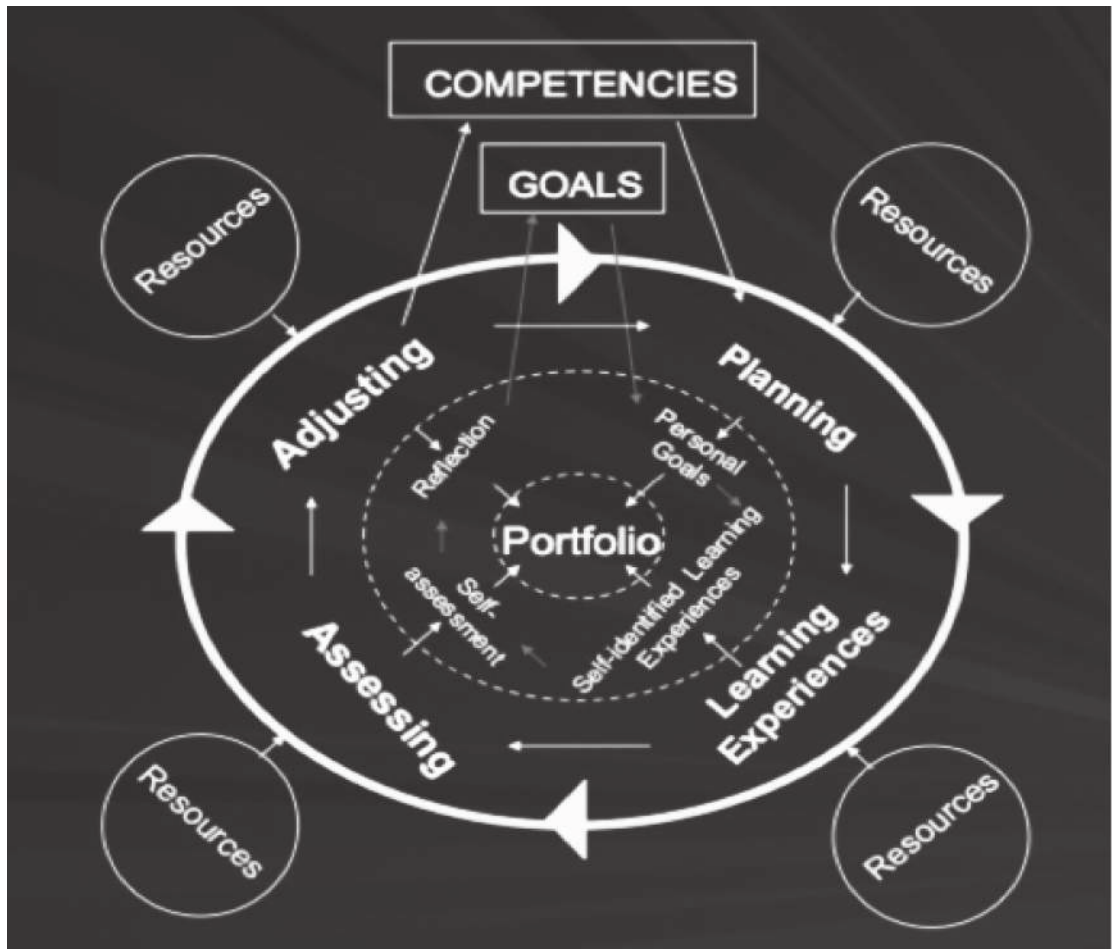 COMPETENCIES
GOALS
Resources
Resources
Adjusting
Planning
Reflection
Personal
Goals
Portfolio
Self-
assessment
Self-identified Learning
Experiences
Assessing
Learning
Experiences
Resources
Resources